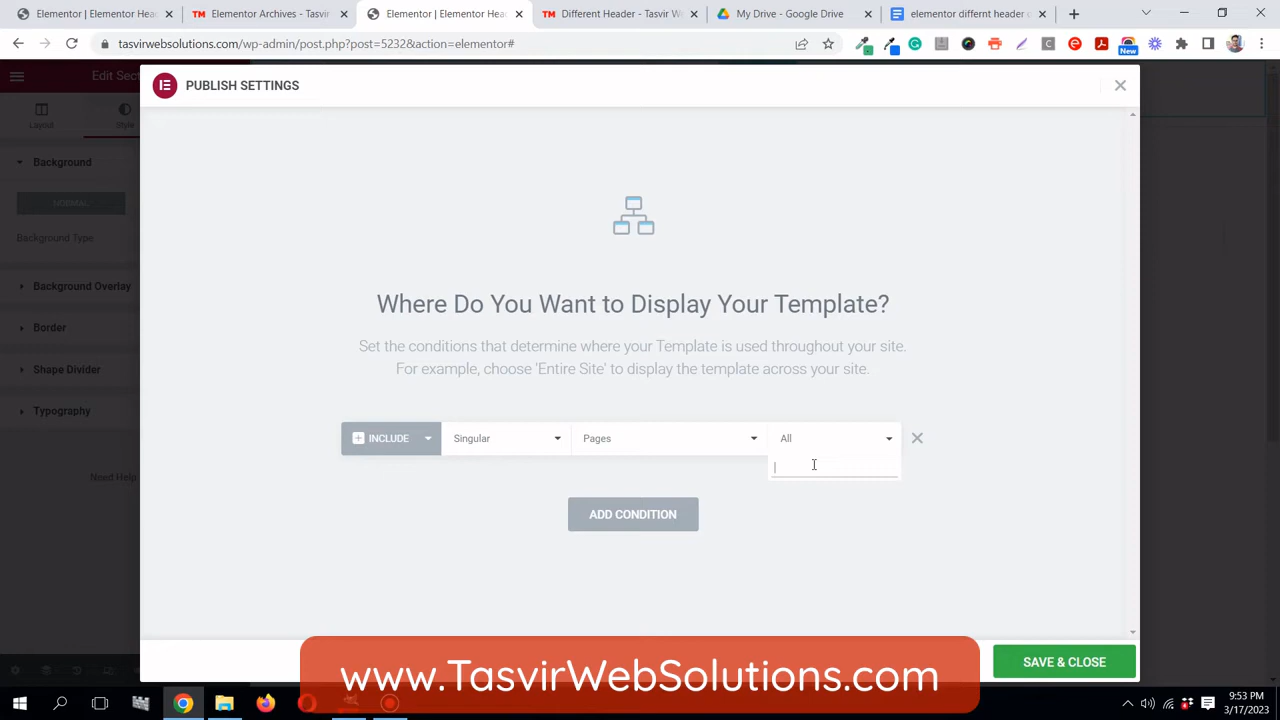 Elementor | Elementor | Hea
Elementor Archives - Tasvir
Elementor | Elementor | Hea
Different Header - Tasvir W
My Drive - Google Drive
elementor differnt header o
tasvirwebsolutions.com/wp-admin/post.php?post=5232&action=elementor#
New
Edit Sec
PUBLISH SETTINGS
Layout
Style
Background
NORMAL
Background Type
Background Overlay
Border
Shape Divider
Typography
Need Help
Where Do You Want to Display Your Template?
Set the conditions that determine where your Template is used throughout your site.
For example, choose 'Entire Site' to display the template across your site.
INCLUDE
Singular
Pages
All
ADD CONDITION
SAVE & CLOSE
www.TasvirWebSolutions.com
9:53 PM
3/17/2023